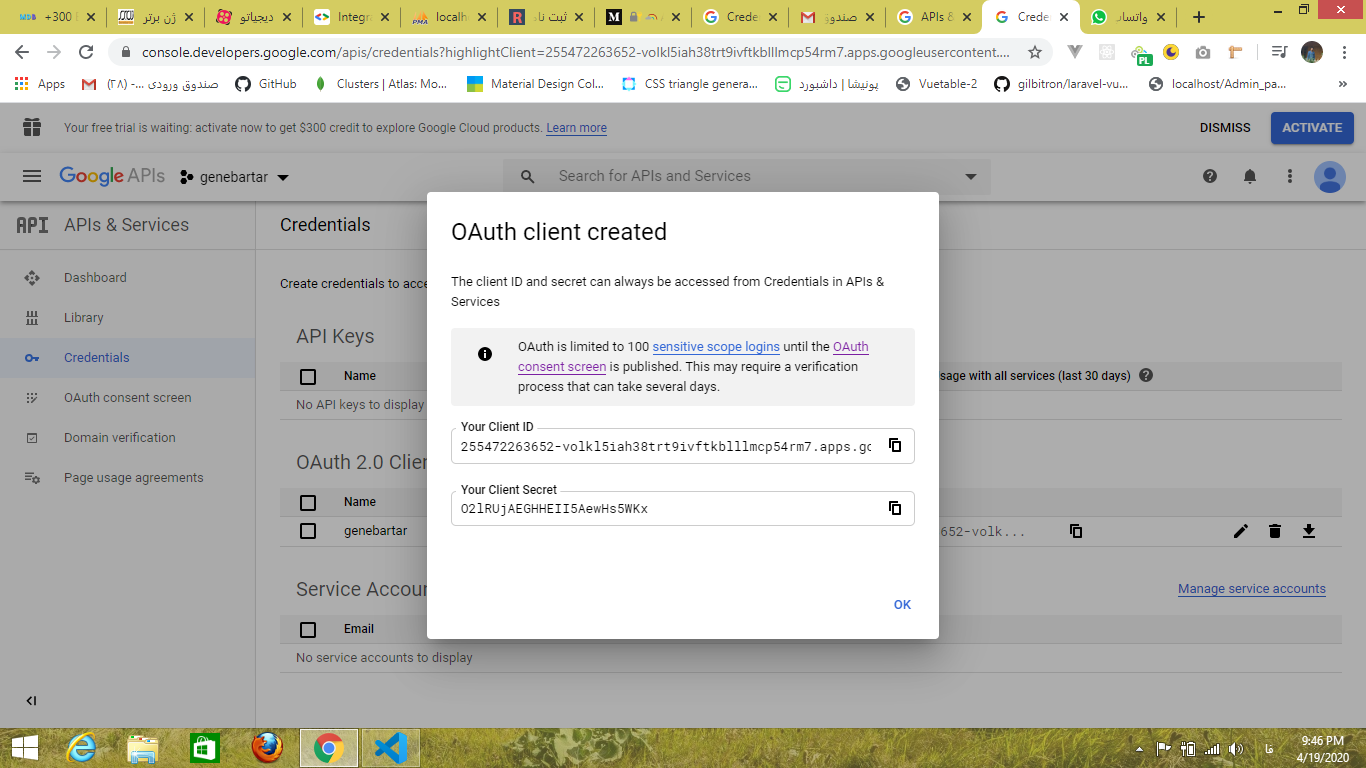 +300 E
ژن برتر
دیجیاتو
Integra
localh
ثبت نام
Crede
صندوق
APIs &
Crede
واتساپ
console.developers.google.com/apis/credentials?highlightClient=255472263652-volkl5iah38trt9ivftkblllmcp54rm7.apps.googleusercontent....
PL
Apps
صندوق ورودی ... - (۲۸)
GitHub
Clusters | Atlas: Mo...
Material Design Col...
CSS triangle genera...
پونیشا | داشبورد
Vuetable-2
gilbitron/laravel-vu...
localhost/Admin_pa...
Your free trial is waiting: activate now to get $300 credit to explore Google Cloud products. Learn more
DISMISS
ACTIVATE
Google APIs
genebartar
Search for APIs and Services
API APIs & Services
Credentials
Dashboard
Library
Credentials
OAuth consent screen
Domain verification
Page usage agreements
Create credentials to acce
API Keys
Name
sage with all services (last 30 days)
No API keys to display
OAuth 2.0 Clien
Name
genebartar
652-volk...
Service Accoun
Manage service accounts
Email
No service accounts to display
OAuth client created
The client ID and secret can always be accessed from Credentials in APIs &
Services
OAuth is limited to 100 sensitive scope logins until the OAuth
consent screen is published. This may require a verification
process that can take several days.
Your Client ID
255472263652-volkl5iah38trt9ivftkblllmcp54rm7.apps.go
Your Client Secret
O2lRUjAEGHHEII5AewHs5WKx
OK
فا
9:46 PM
4/19/2020